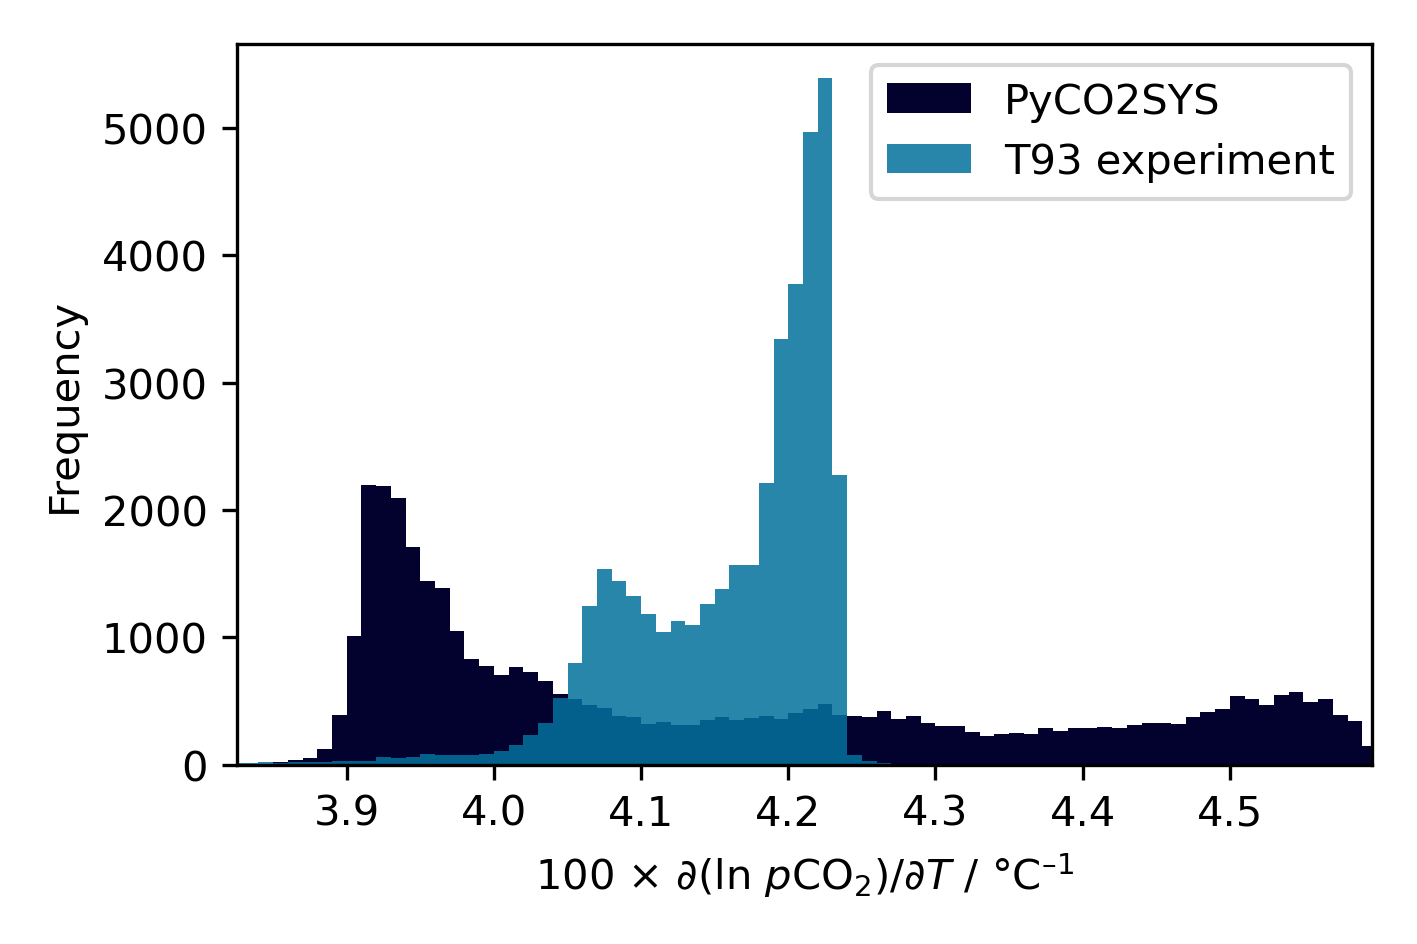 PyCO2SYS
T93 experiment
5000
4000
3000
2000
1000
0
Frequency
3.9 4.0 4.1 4.2 4.3 4.4 4.5
100 × ∂(ln pCO₂)/∂T / °C⁻¹